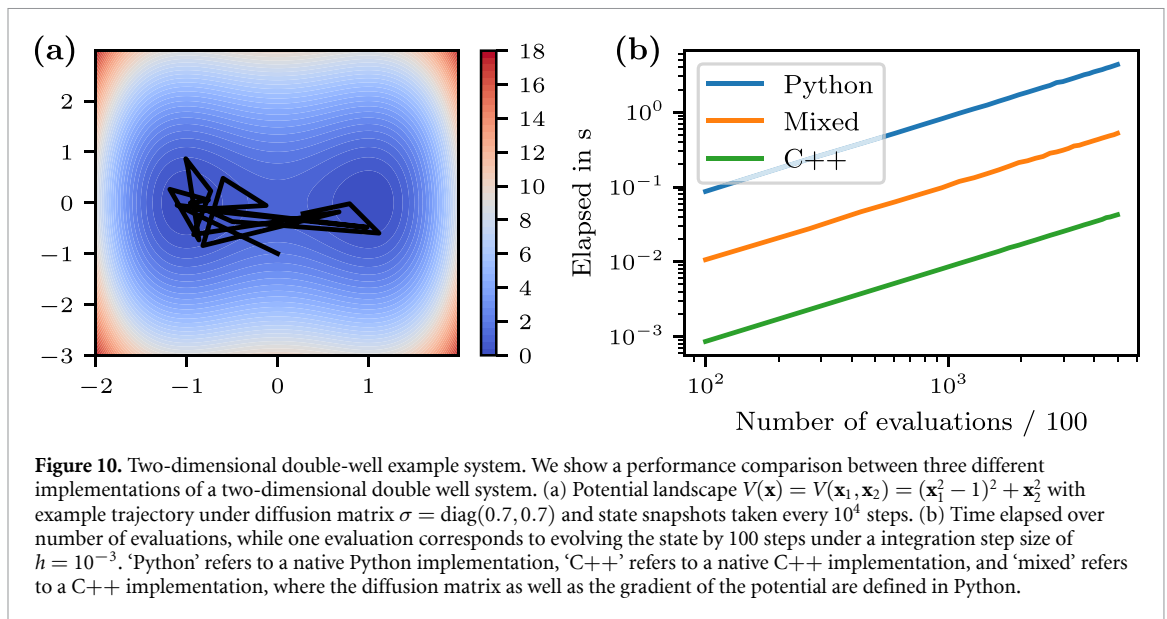 (a)
3
2
1
0
−1
−2
−3
−2 −1 0 1
18
16
14
12
10
8
6
4
2
0
(b)
Python
Mixed
C++
Elapsed in s
10^0
10^−1
10^−2
10^−3
10^2 10^3
Number of evaluations / 100
Figure 10. Two-dimensional double-well example system. We show a performance comparison between three different
implementations of a two-dimensional double well system. (a) Potential landscape V(x) = V(x₁, x₂) = (x₁² − 1)² + x₂² with
example trajectory under diffusion matrix σ = diag(0.7, 0.7) and state snapshots taken every 10⁴ steps. (b) Time elapsed over
number of evaluations, while one evaluation corresponds to evolving the state by 100 steps under a integration step size of
h = 10⁻³. ‘Python’ refers to a native Python implementation, ‘C++’ refers to a native C++ implementation, and ‘mixed’ refers
to a C++ implementation, where the diffusion matrix as well as the gradient of the potential are defined in Python.